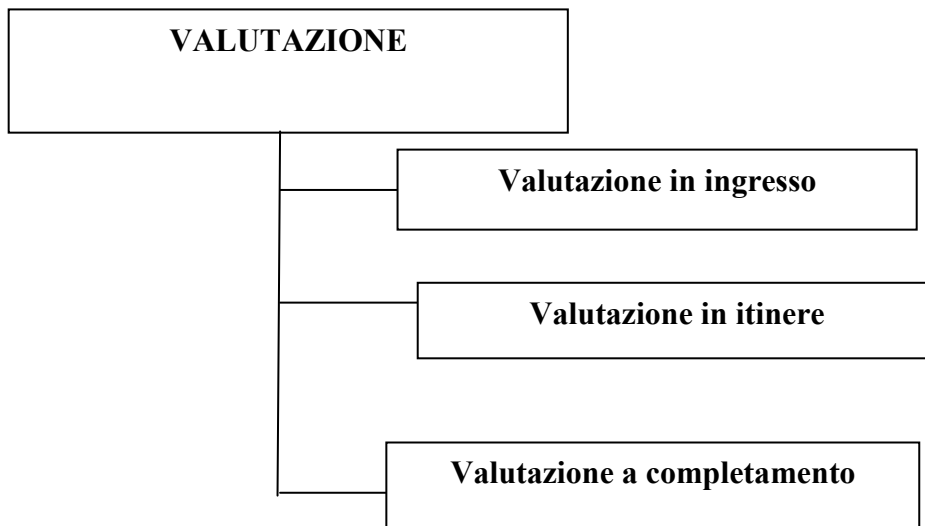 VALUTAZIONE
Valutazione in ingresso
Valutazione in itinere
Valutazione a completamento